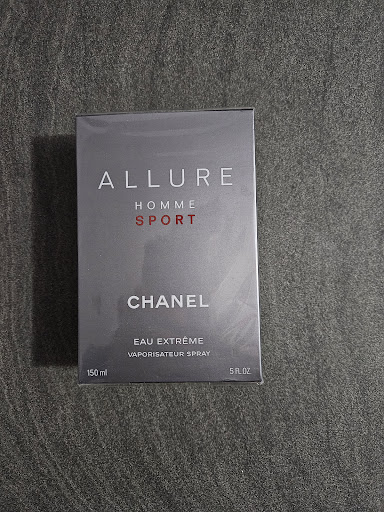 ALLURE
HOMME
SPORT
CHANEL
EAU EXTRÊME
VAPORISATEUR SPRAY
150 ml 5 FL.OZ